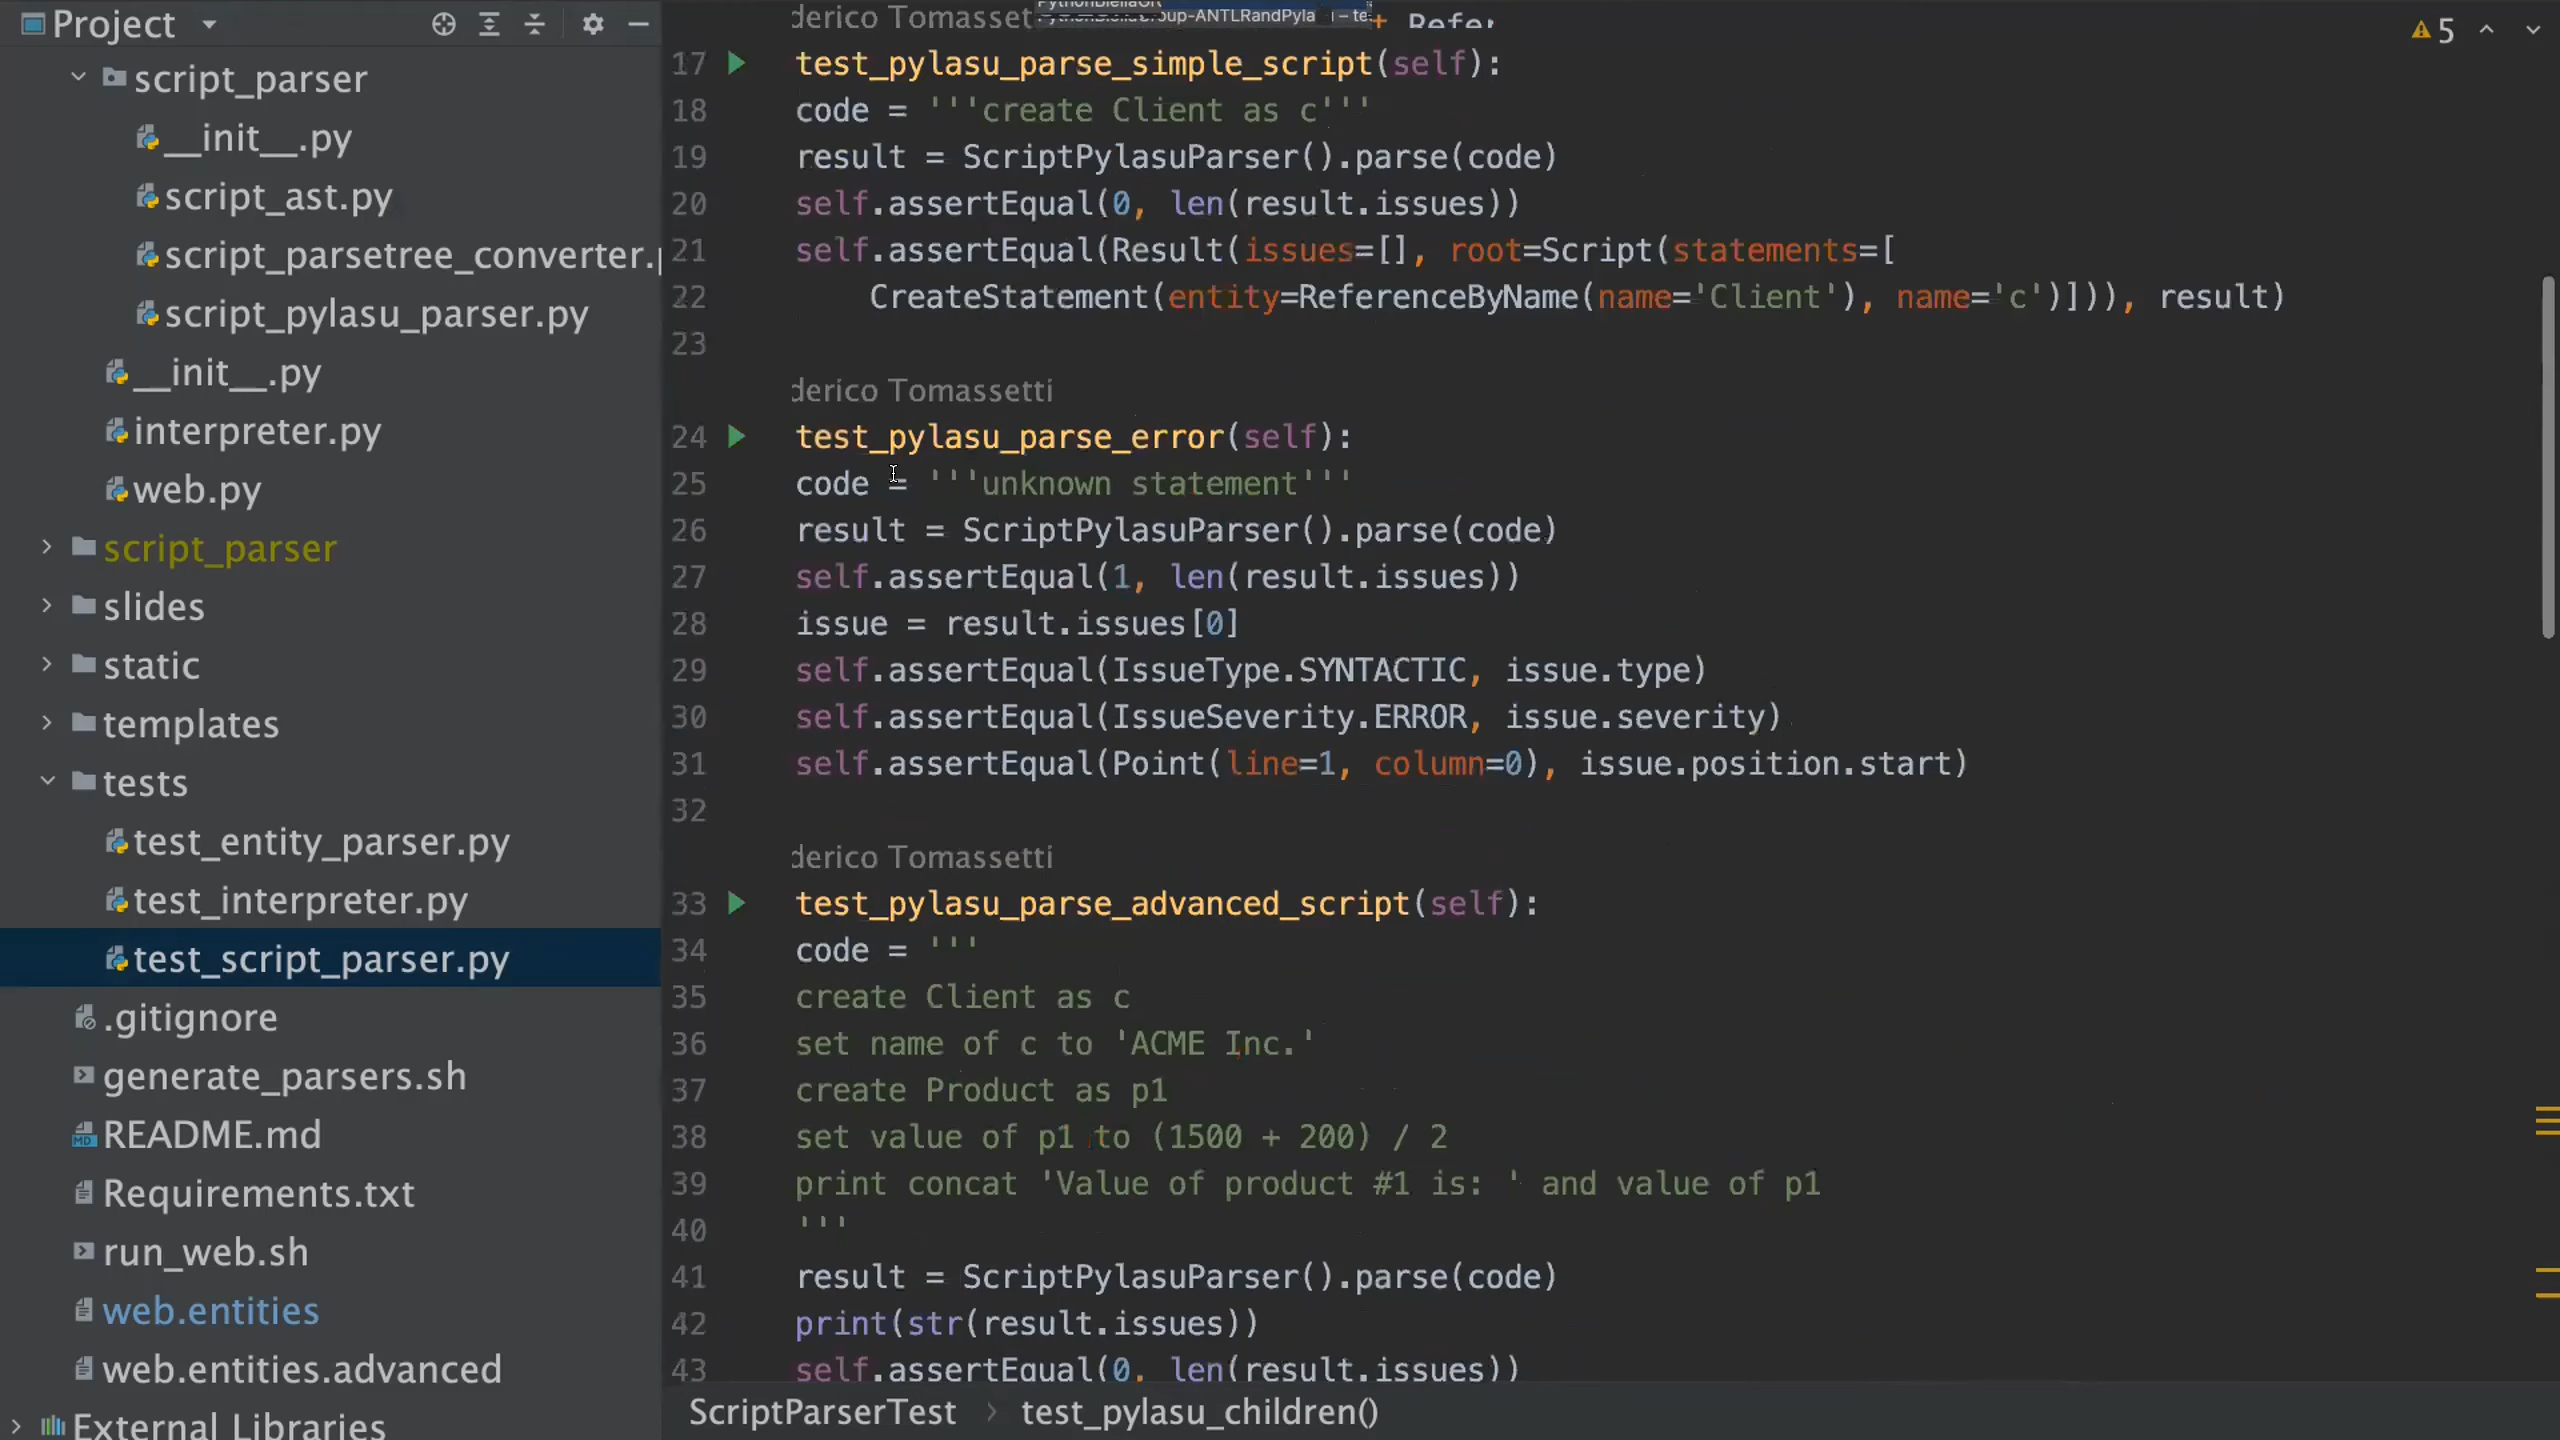 Project
script_parser
__init__.py
script_ast.py
script_parsetree_converter.
script_pylasu_parser.py
__init__.py
interpreter.py
web.py
script_parser
slides
static
templates
tests
test_entity_parser.py
test_interpreter.py
test_script_parser.py
.gitignore
generate_parsers.sh
README.md
Requirements.txt
run_web.sh
web.entities
web.entities.advanced
External Libraries
derico Tomasset
oup-ANTLRandPyla
+ Refer
5
17 test_pylasu_parse_simple_script(self):
18 code = '''create Client as c'''
19 result = ScriptPylasuParser().parse(code)
20 self.assertEqual(0, len(result.issues))
21 self.assertEqual(Result(issues=[], root=Script(statements=[
22 CreateStatement(entity=ReferenceByName(name='Client'), name='c')])), result)
23
derico Tomassetti
24 test_pylasu_parse_error(self):
25 code = '''unknown statement'''
26 result = ScriptPylasuParser().parse(code)
27 self.assertEqual(1, len(result.issues))
28 issue = result.issues[0]
29 self.assertEqual(IssueType.SYNTACTIC, issue.type)
30 self.assertEqual(IssueSeverity.ERROR, issue.severity)
31 self.assertEqual(Point(line=1, column=0), issue.position.start)
32
derico Tomassetti
33 test_pylasu_parse_advanced_script(self):
34 code = '''
35 create Client as c
36 set name of c to 'ACME Inc.'
37 create Product as p1
38 set value of p1 to (1500 + 200) / 2
39 print concat 'Value of product #1 is: ' and value of p1
40 '''
41 result = ScriptPylasuParser().parse(code)
42 print(str(result.issues))
43 self.assertEqual(0, len(result.issues))
ScriptParserTest > test_pylasu_children()